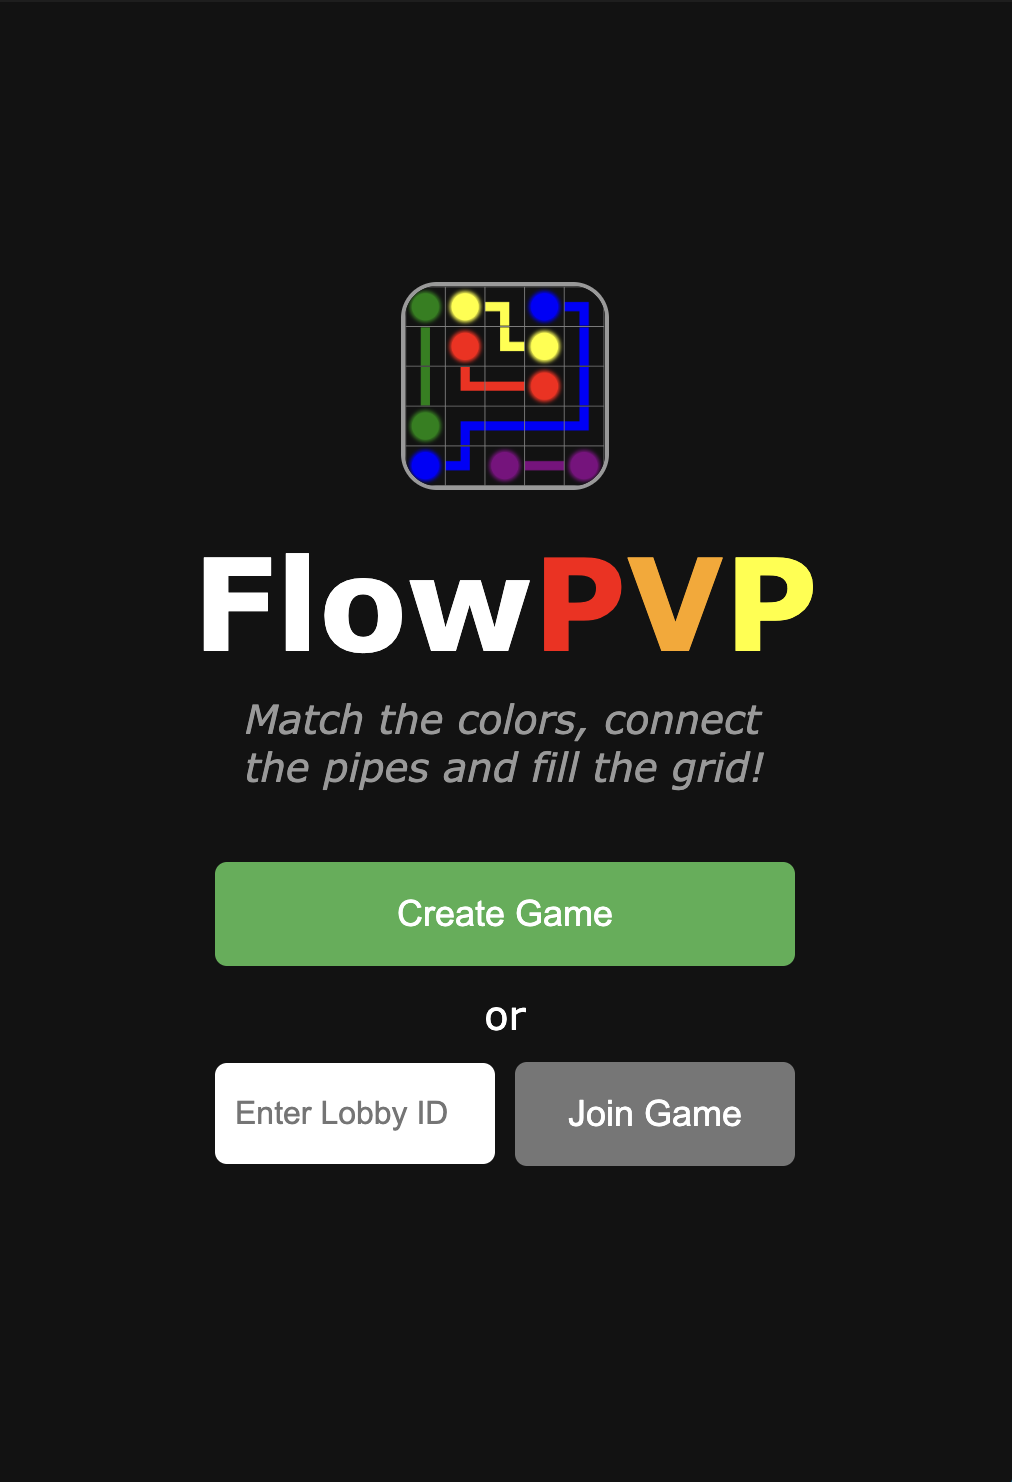 FlowPVP
Match the colors, connect
the pipes and fill the grid!
Create Game
or
Enter Lobby ID
Join Game